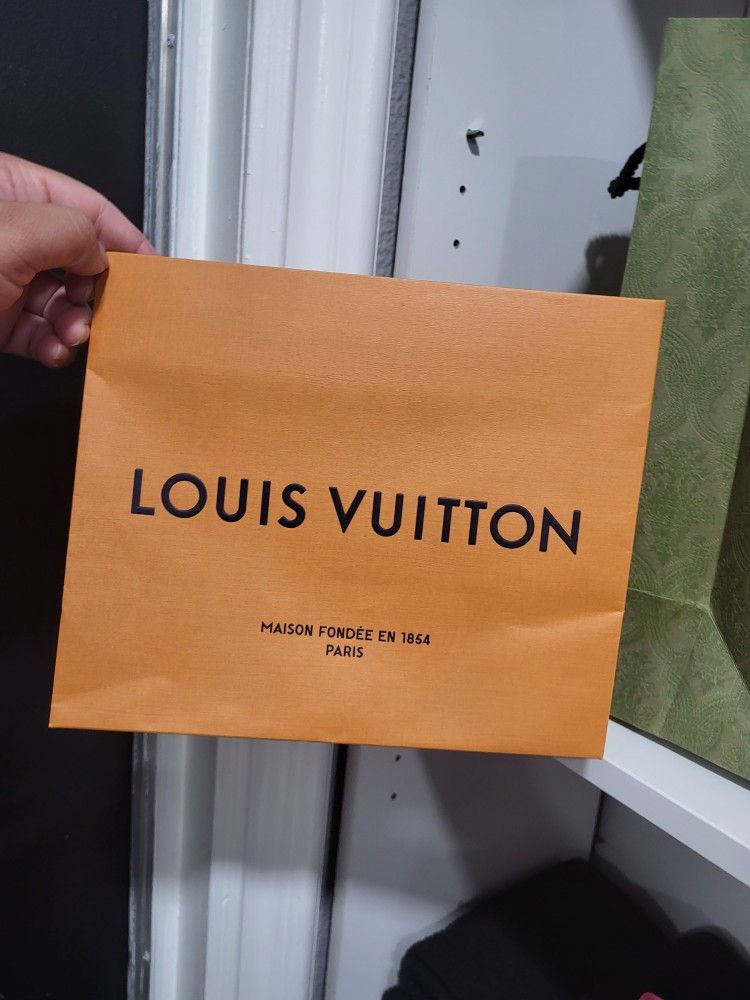 LOUIS VUITTON
MAISON FONDÉE EN 1854
PARIS